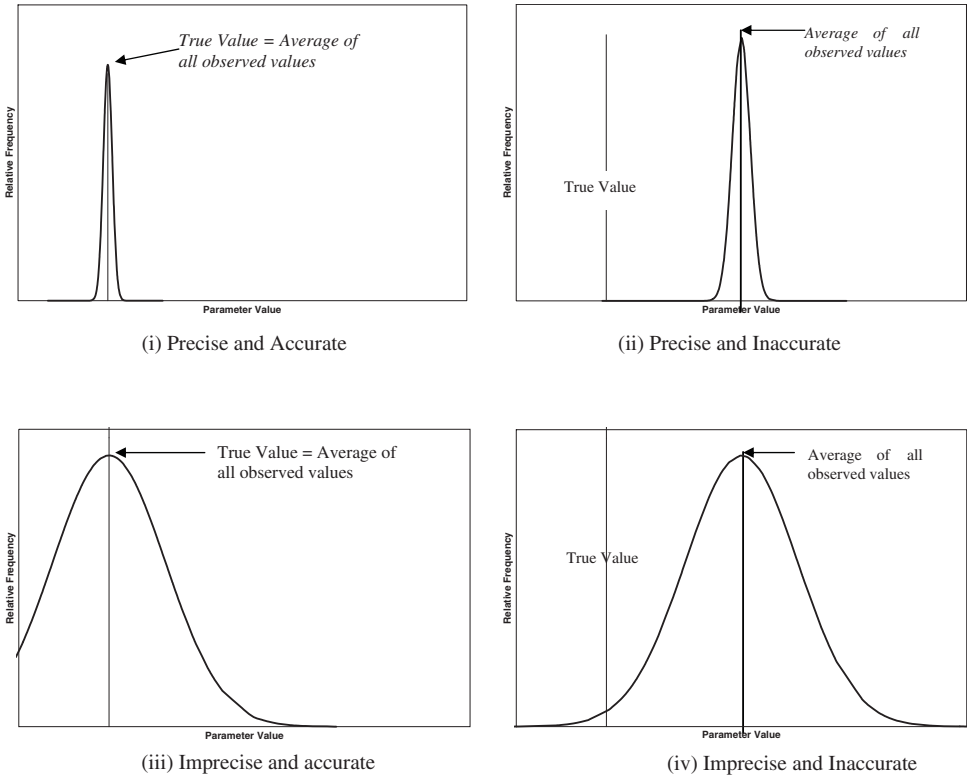 True Value = Average of
all observed values
Relative Frequency
Parameter Value
(i) Precise and Accurate
Average of all
observed values
True Value
Relative Frequency
Parameter Value
(ii) Precise and Inaccurate
True Value = Average of
all observed values
Relative Frequency
Parameter Value
(iii) Imprecise and accurate
Average of all
observed values
True Value
Relative Frequency
Parameter Value
(iv) Imprecise and Inaccurate